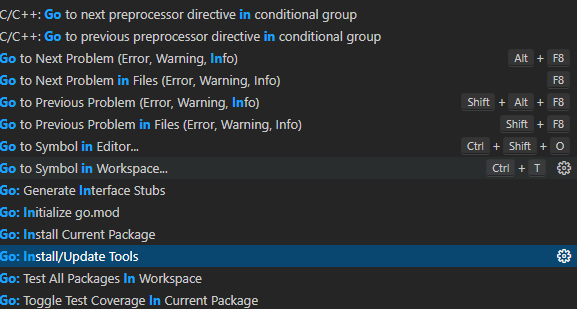 C/C++: Go to next preprocessor directive in conditional group
C/C++: Go to previous preprocessor directive in conditional group
Go to Next Problem (Error, Warning, Info) Alt + F8
Go to Next Problem in Files (Error, Warning, Info) F8
Go to Previous Problem (Error, Warning, Info) Shift + Alt + F8
Go to Previous Problem in Files (Error, Warning, Info) Shift + F8
Go to Symbol in Editor... Ctrl + Shift + O
Go to Symbol in Workspace... Ctrl + T
Go: Generate Interface Stubs
Go: Initialize go.mod
Go: Install Current Package
Go: Install/Update Tools
Go: Test All Packages In Workspace
Go: Toggle Test Coverage In Current Package